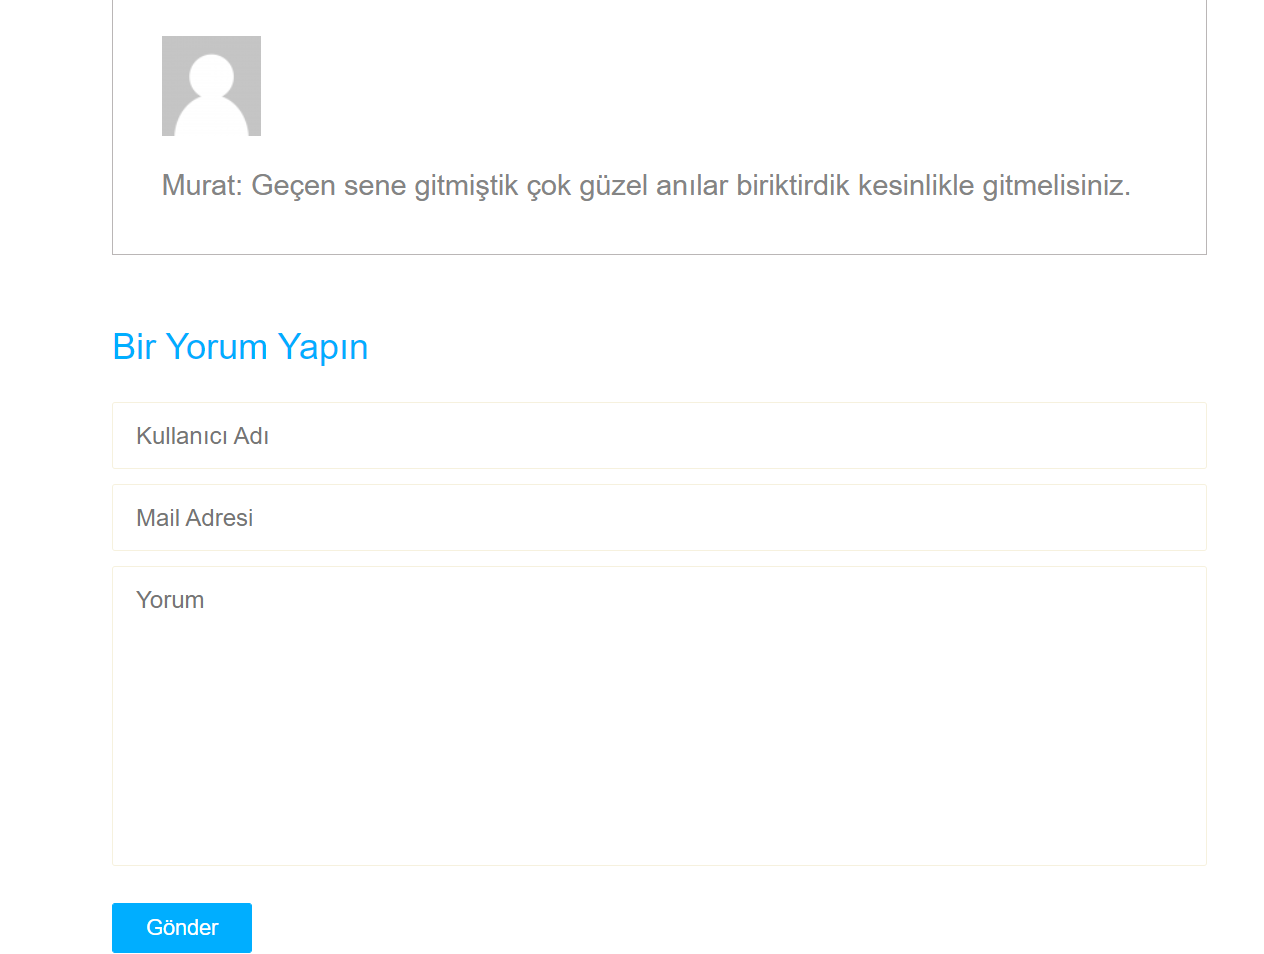 Murat: Geçen sene gitmiştik çok güzel anılar biriktirdik kesinlikle gitmelisiniz.
Bir Yorum Yapın
Kullanıcı Adı
Mail Adresi
Yorum
Gönder